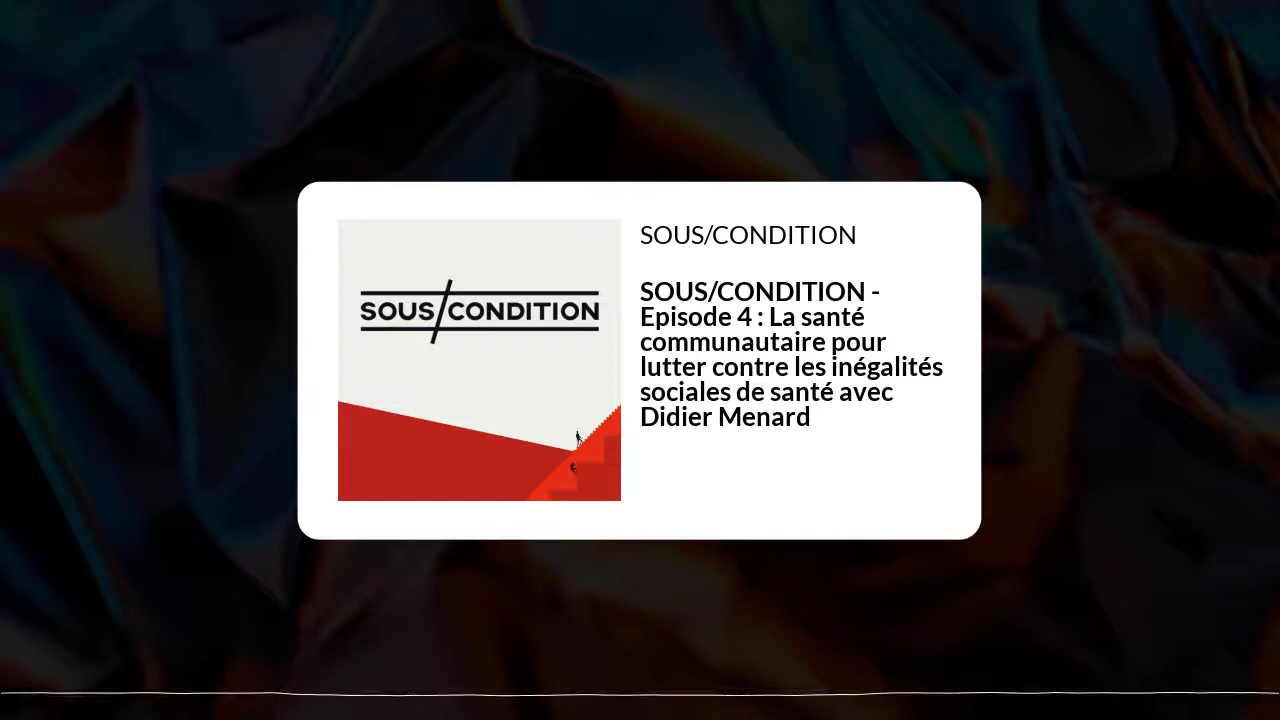 SOUS/CONDITION
SOUS/CONDITION
SOUS/CONDITION -
Episode 4 : La santé
communautaire pour
lutter contre les inégalités
sociales de santé avec
Didier Menard